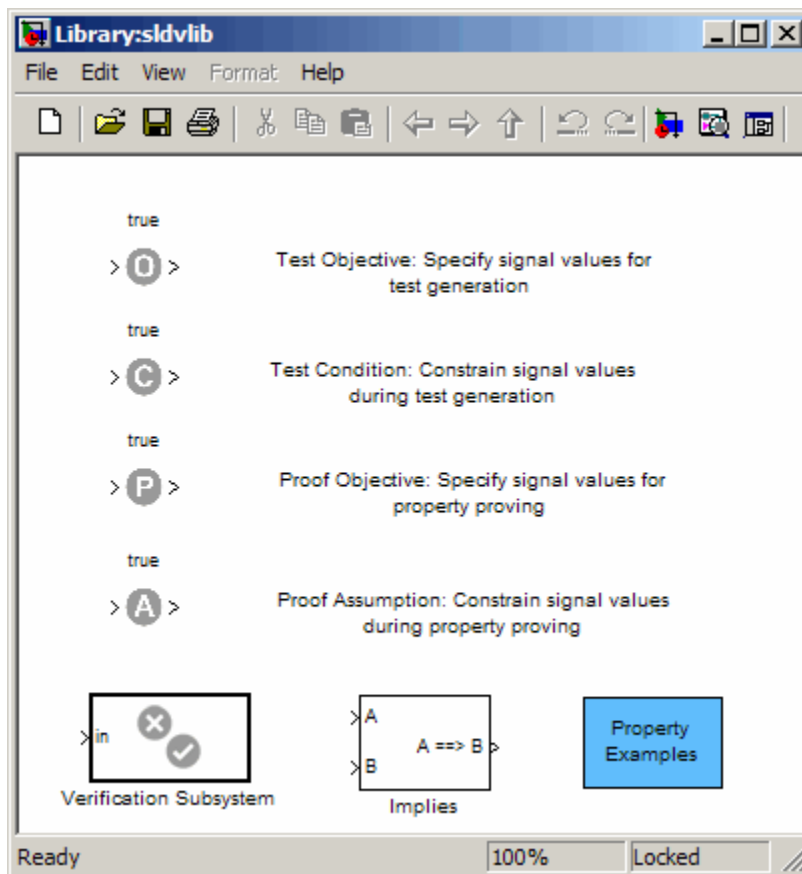 Library:sldvlib
File Edit View Format Help
true
O
Test Objective: Specify signal values for
test generation
true
C
Test Condition: Constrain signal values
during test generation
true
P
Proof Objective: Specify signal values for
property proving
true
A
Proof Assumption: Constrain signal values
during property proving
in
Verification Subsystem
A
A ==> B
B
Implies
Property
Examples
Ready 100% Locked